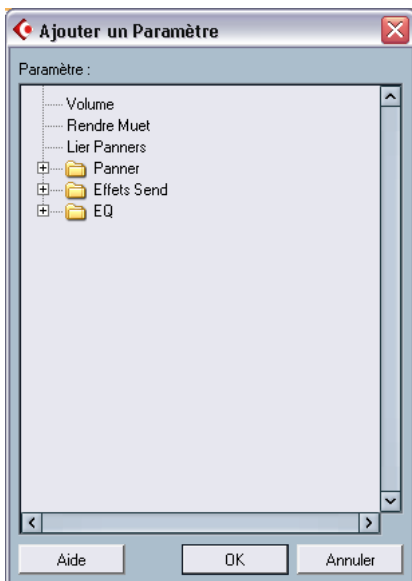 Ajouter un Paramètre
Paramètre :
Volume
Rendre Muet
Lier Panners
Panner
Effets Send
EQ
Aide
OK
Annuler